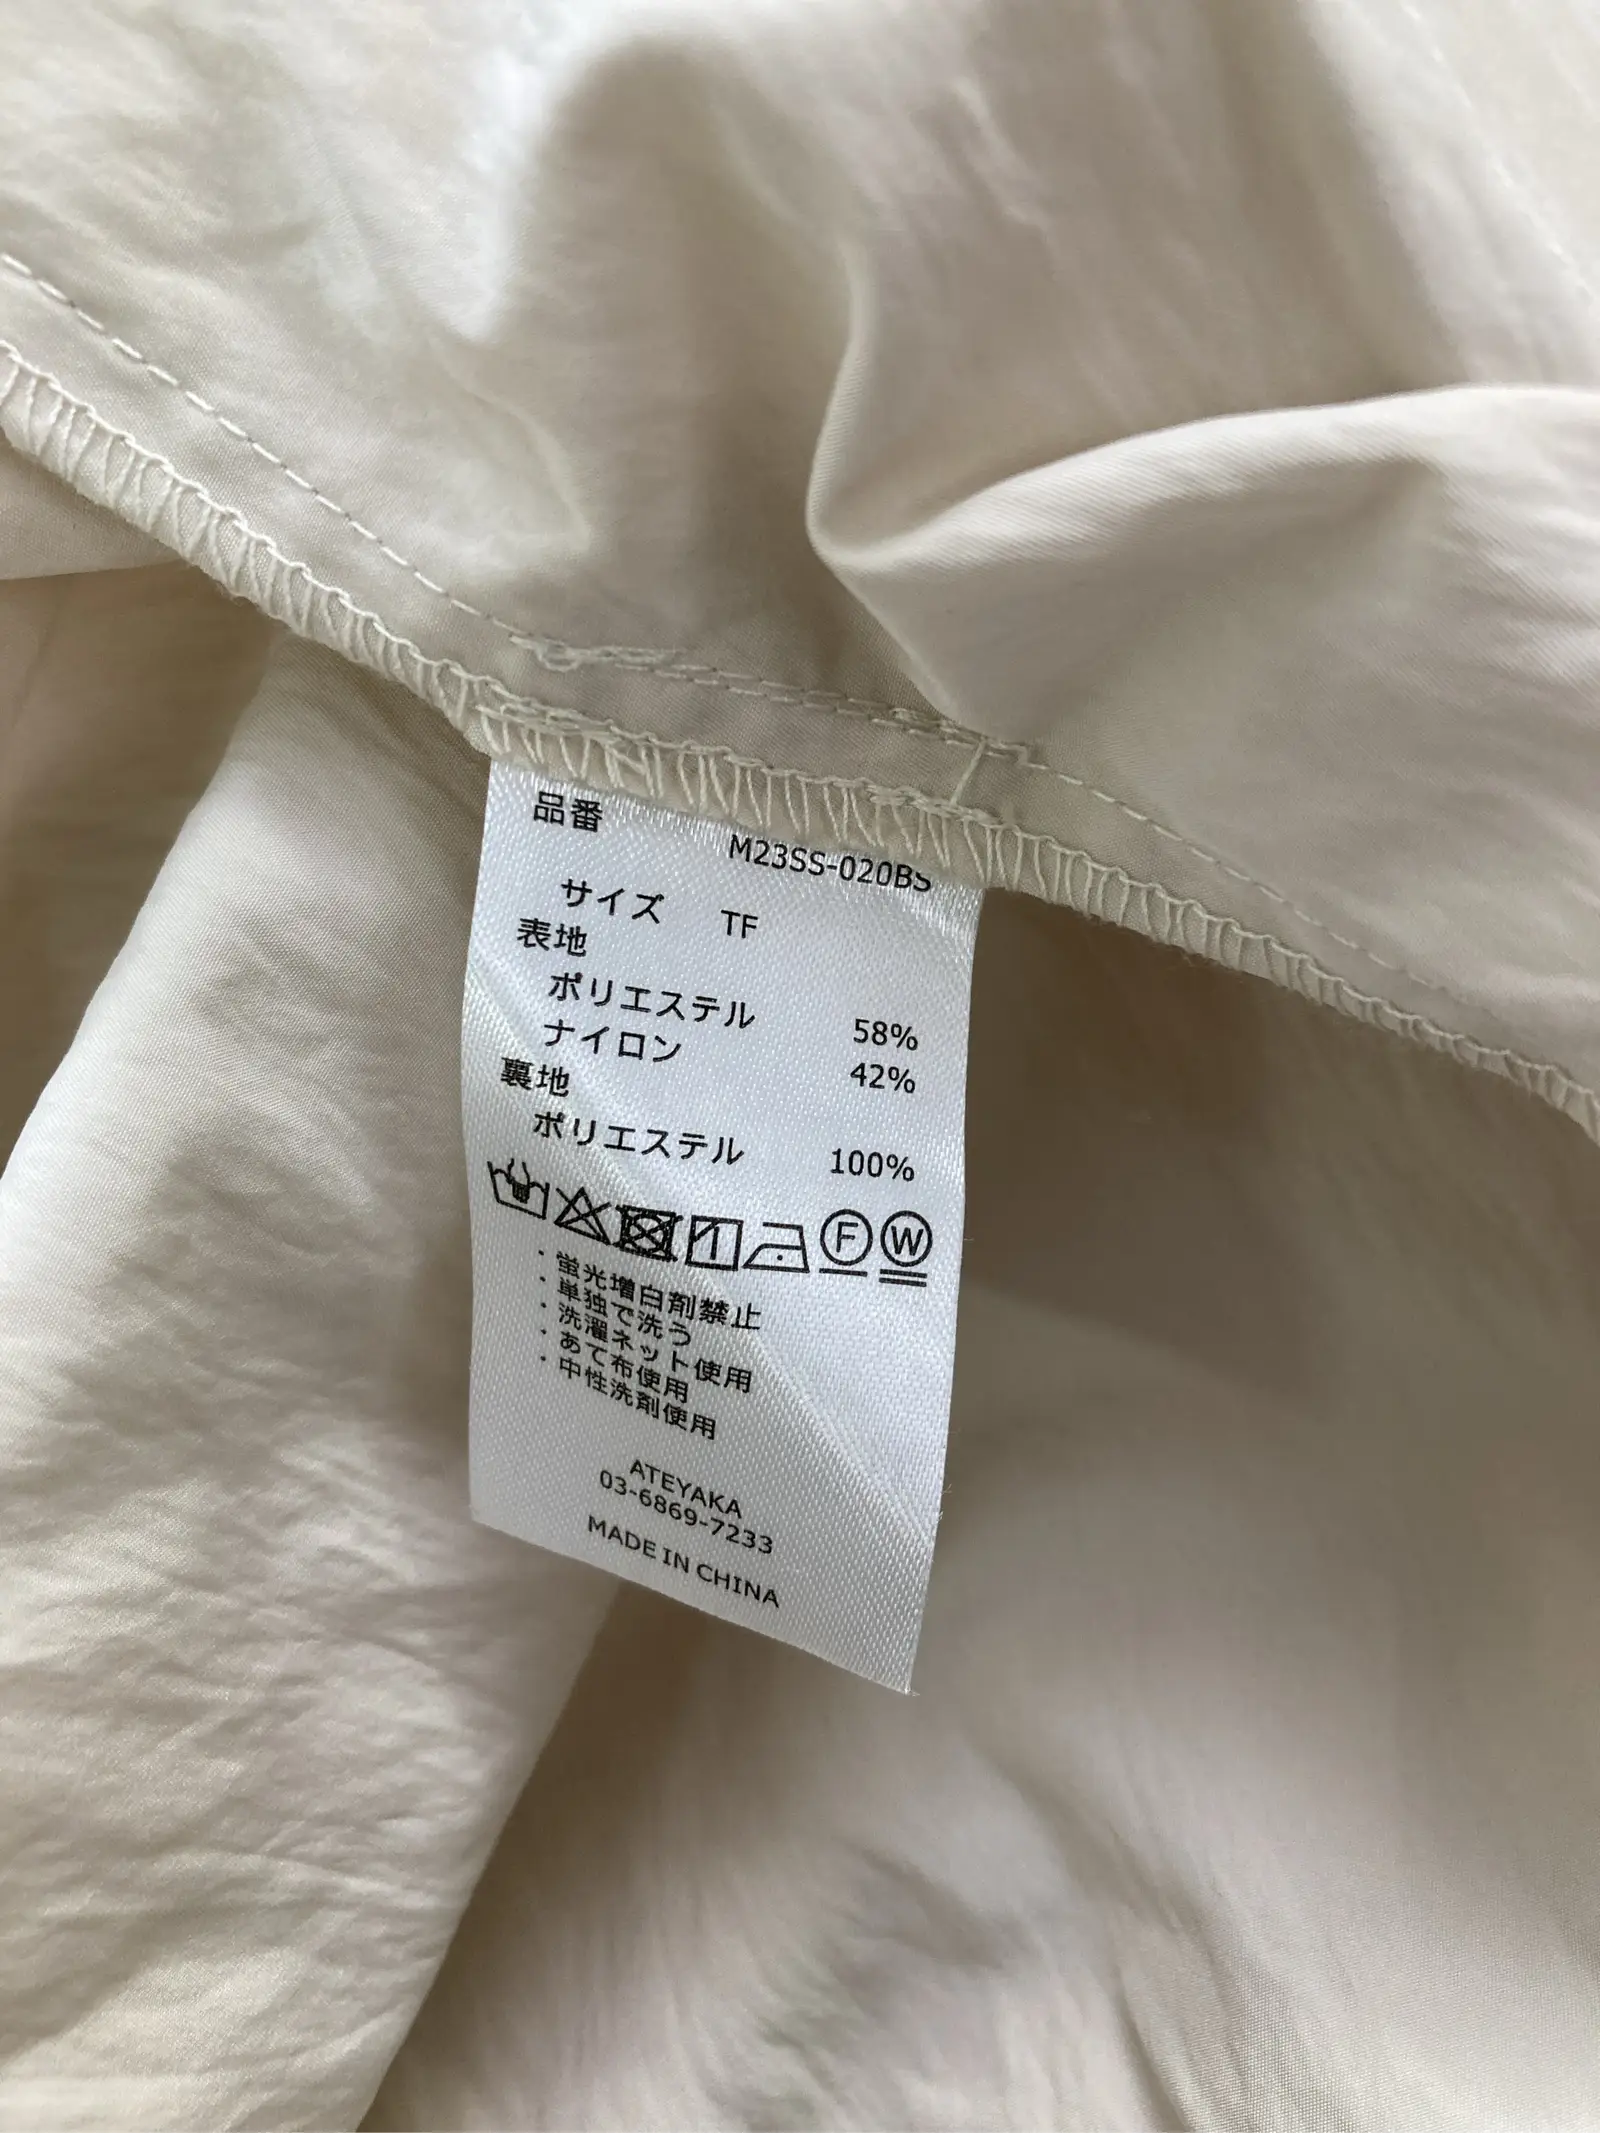 品番 M23SS-020BS
サイズ TF
表地
ポリエステル 58%
ナイロン 42%
裏地
ポリエステル 100%
F W
・蛍光増白剤禁止
・単独で洗う
・洗濯ネット使用
・あて布使用
・中性洗剤使用
ATEYAKA
03-6869-7233
MADE IN CHINA